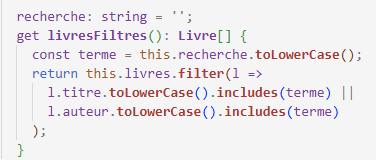 recherche: string = '';
get livresFiltres(): Livre[] {
  const terme = this.recherche.toLowerCase();
  return this.livres.filter(l =>
    l.titre.toLowerCase().includes(terme) ||
    l.auteur.toLowerCase().includes(terme)
  );
}